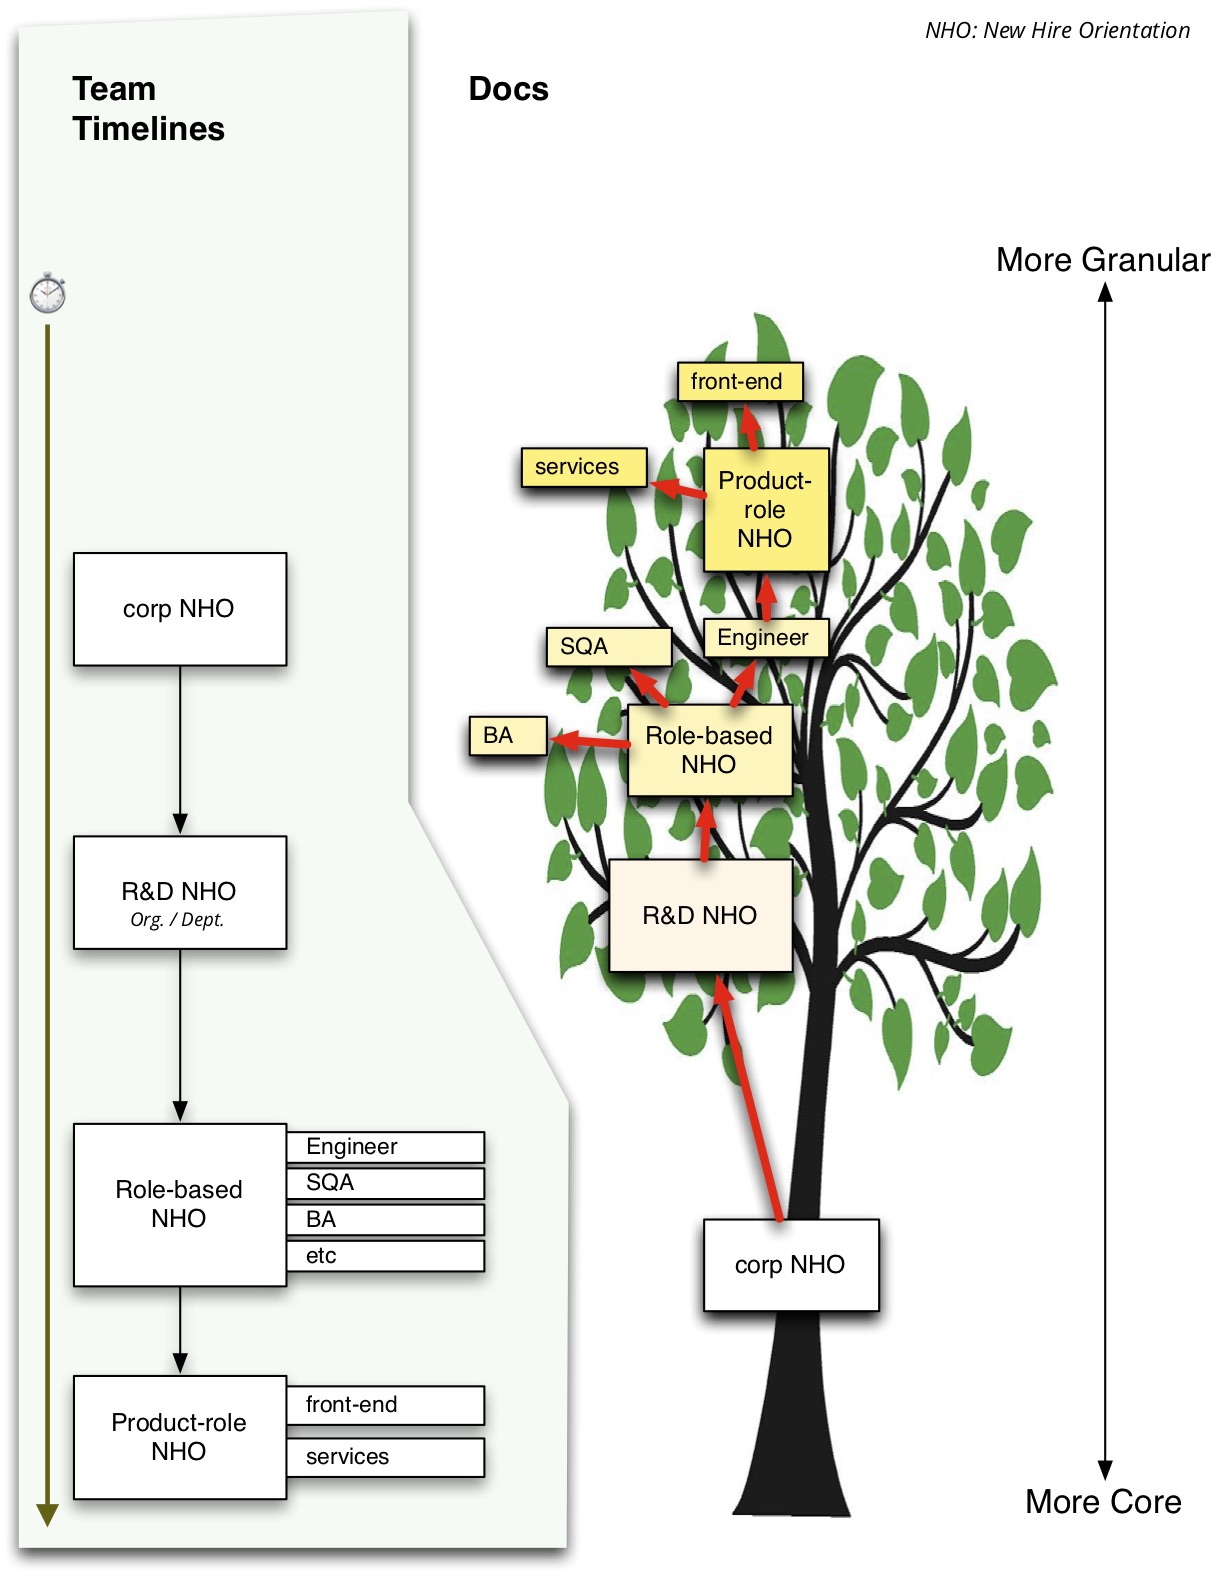 NHO: New Hire Orientation
Team
Timelines
corp NHO
R&D NHO
Org. / Dept.
Role-based
NHO
Engineer
SQA
BA
etc
Product-role
NHO
front-end
services
Docs
More Granular
front-end
services
Product-
role
NHO
SQA
Engineer
BA
Role-based
NHO
R&D NHO
corp NHO
More Core